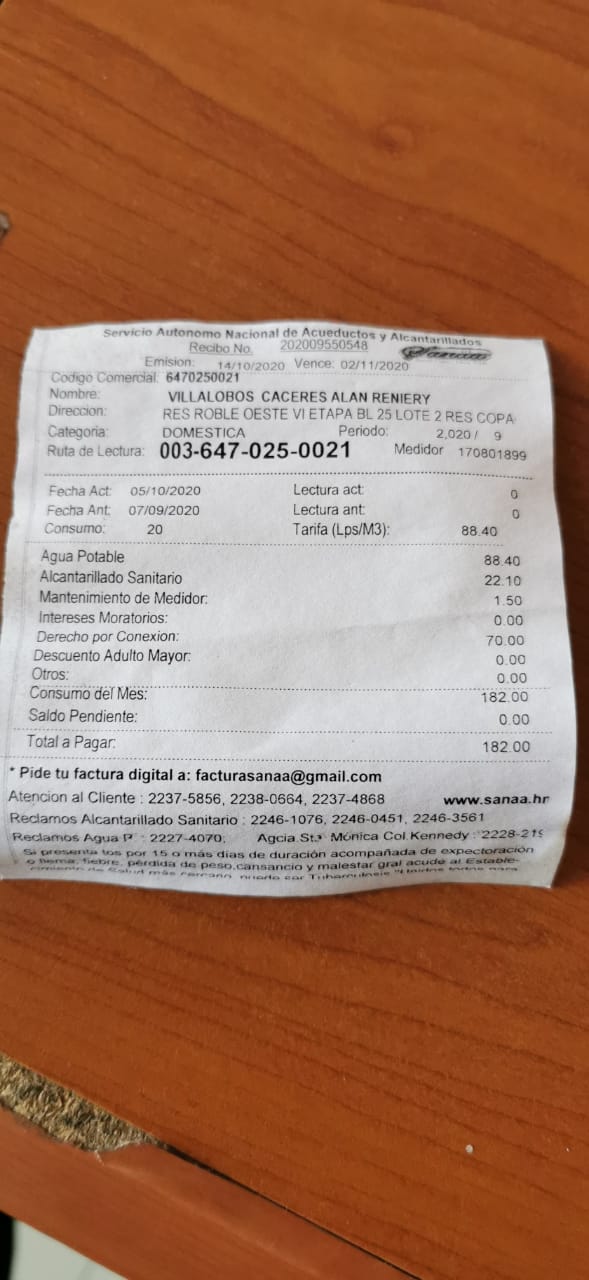 Servicio Autonomo Nacional de Acueductos y Alcantarillados
Recibo No. 202009550548 Sanaa
Emision: 14/10/2020 Vence: 02/11/2020
Codigo Comercial: 6470250021
Nombre: VILLALOBOS CACERES ALAN RENIERY
Direccion: RES ROBLE OESTE VI ETAPA BL 25 LOTE 2 RES COPA
Categoria: DOMESTICA Periodo: 2,020 / 9
Ruta de Lectura: 003-647-025-0021 Medidor 170801899
Fecha Act: 05/10/2020 Lectura act: 0
Fecha Ant: 07/09/2020 Lectura ant: 0
Consumo: 20 Tarifa (Lps/M3): 88.40
Agua Potable 88.40
Alcantarillado Sanitario 22.10
Mantenimiento de Medidor: 1.50
Intereses Moratorios: 0.00
Derecho por Conexion: 70.00
Descuento Adulto Mayor: 0.00
Otros: 0.00
Consumo del Mes: 182.00
Saldo Pendiente: 0.00
Total a Pagar: 182.00
* Pide tu factura digital a: facturasanaa@gmail.com
Atencion al Cliente : 2237-5856, 2238-0664, 2237-4868 www.sanaa.hr
Reclamos Alcantarillado Sanitario : 2246-1076, 2246-0451, 2246-3561
Reclamos Agua P : 2227-4070, Agcia Sta Mónica Col.Kennedy : 2228-219
Si presenta tos por 15 o más días de duración acompañada de expectoración
o flema, fiebre, pérdida de peso,cansancio y malestar gral acude al Estable-
cimiento de Salud más cercano, puede ser Tuberculosis